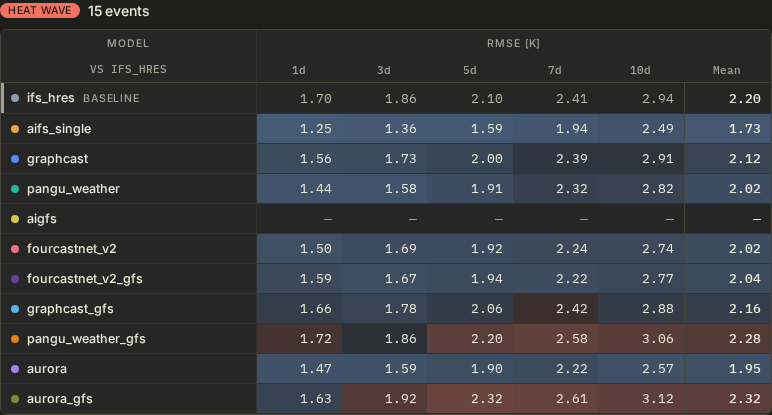 HEAT WAVE 15 events
MODEL RMSE [K]
VS IFS_HRES 1d 3d 5d 7d 10d Mean
ifs_hres BASELINE 1.70 1.86 2.10 2.41 2.94 2.20
aifs_single 1.25 1.36 1.59 1.94 2.49 1.73
graphcast 1.56 1.73 2.00 2.39 2.91 2.12
pangu_weather 1.44 1.58 1.91 2.32 2.82 2.02
aigfs — — — — — —
fourcastnet_v2 1.50 1.69 1.92 2.24 2.74 2.02
fourcastnet_v2_gfs 1.59 1.67 1.94 2.22 2.77 2.04
graphcast_gfs 1.66 1.78 2.06 2.42 2.88 2.16
pangu_weather_gfs 1.72 1.86 2.20 2.58 3.06 2.28
aurora 1.47 1.59 1.90 2.22 2.57 1.95
aurora_gfs 1.63 1.92 2.32 2.61 3.12 2.32